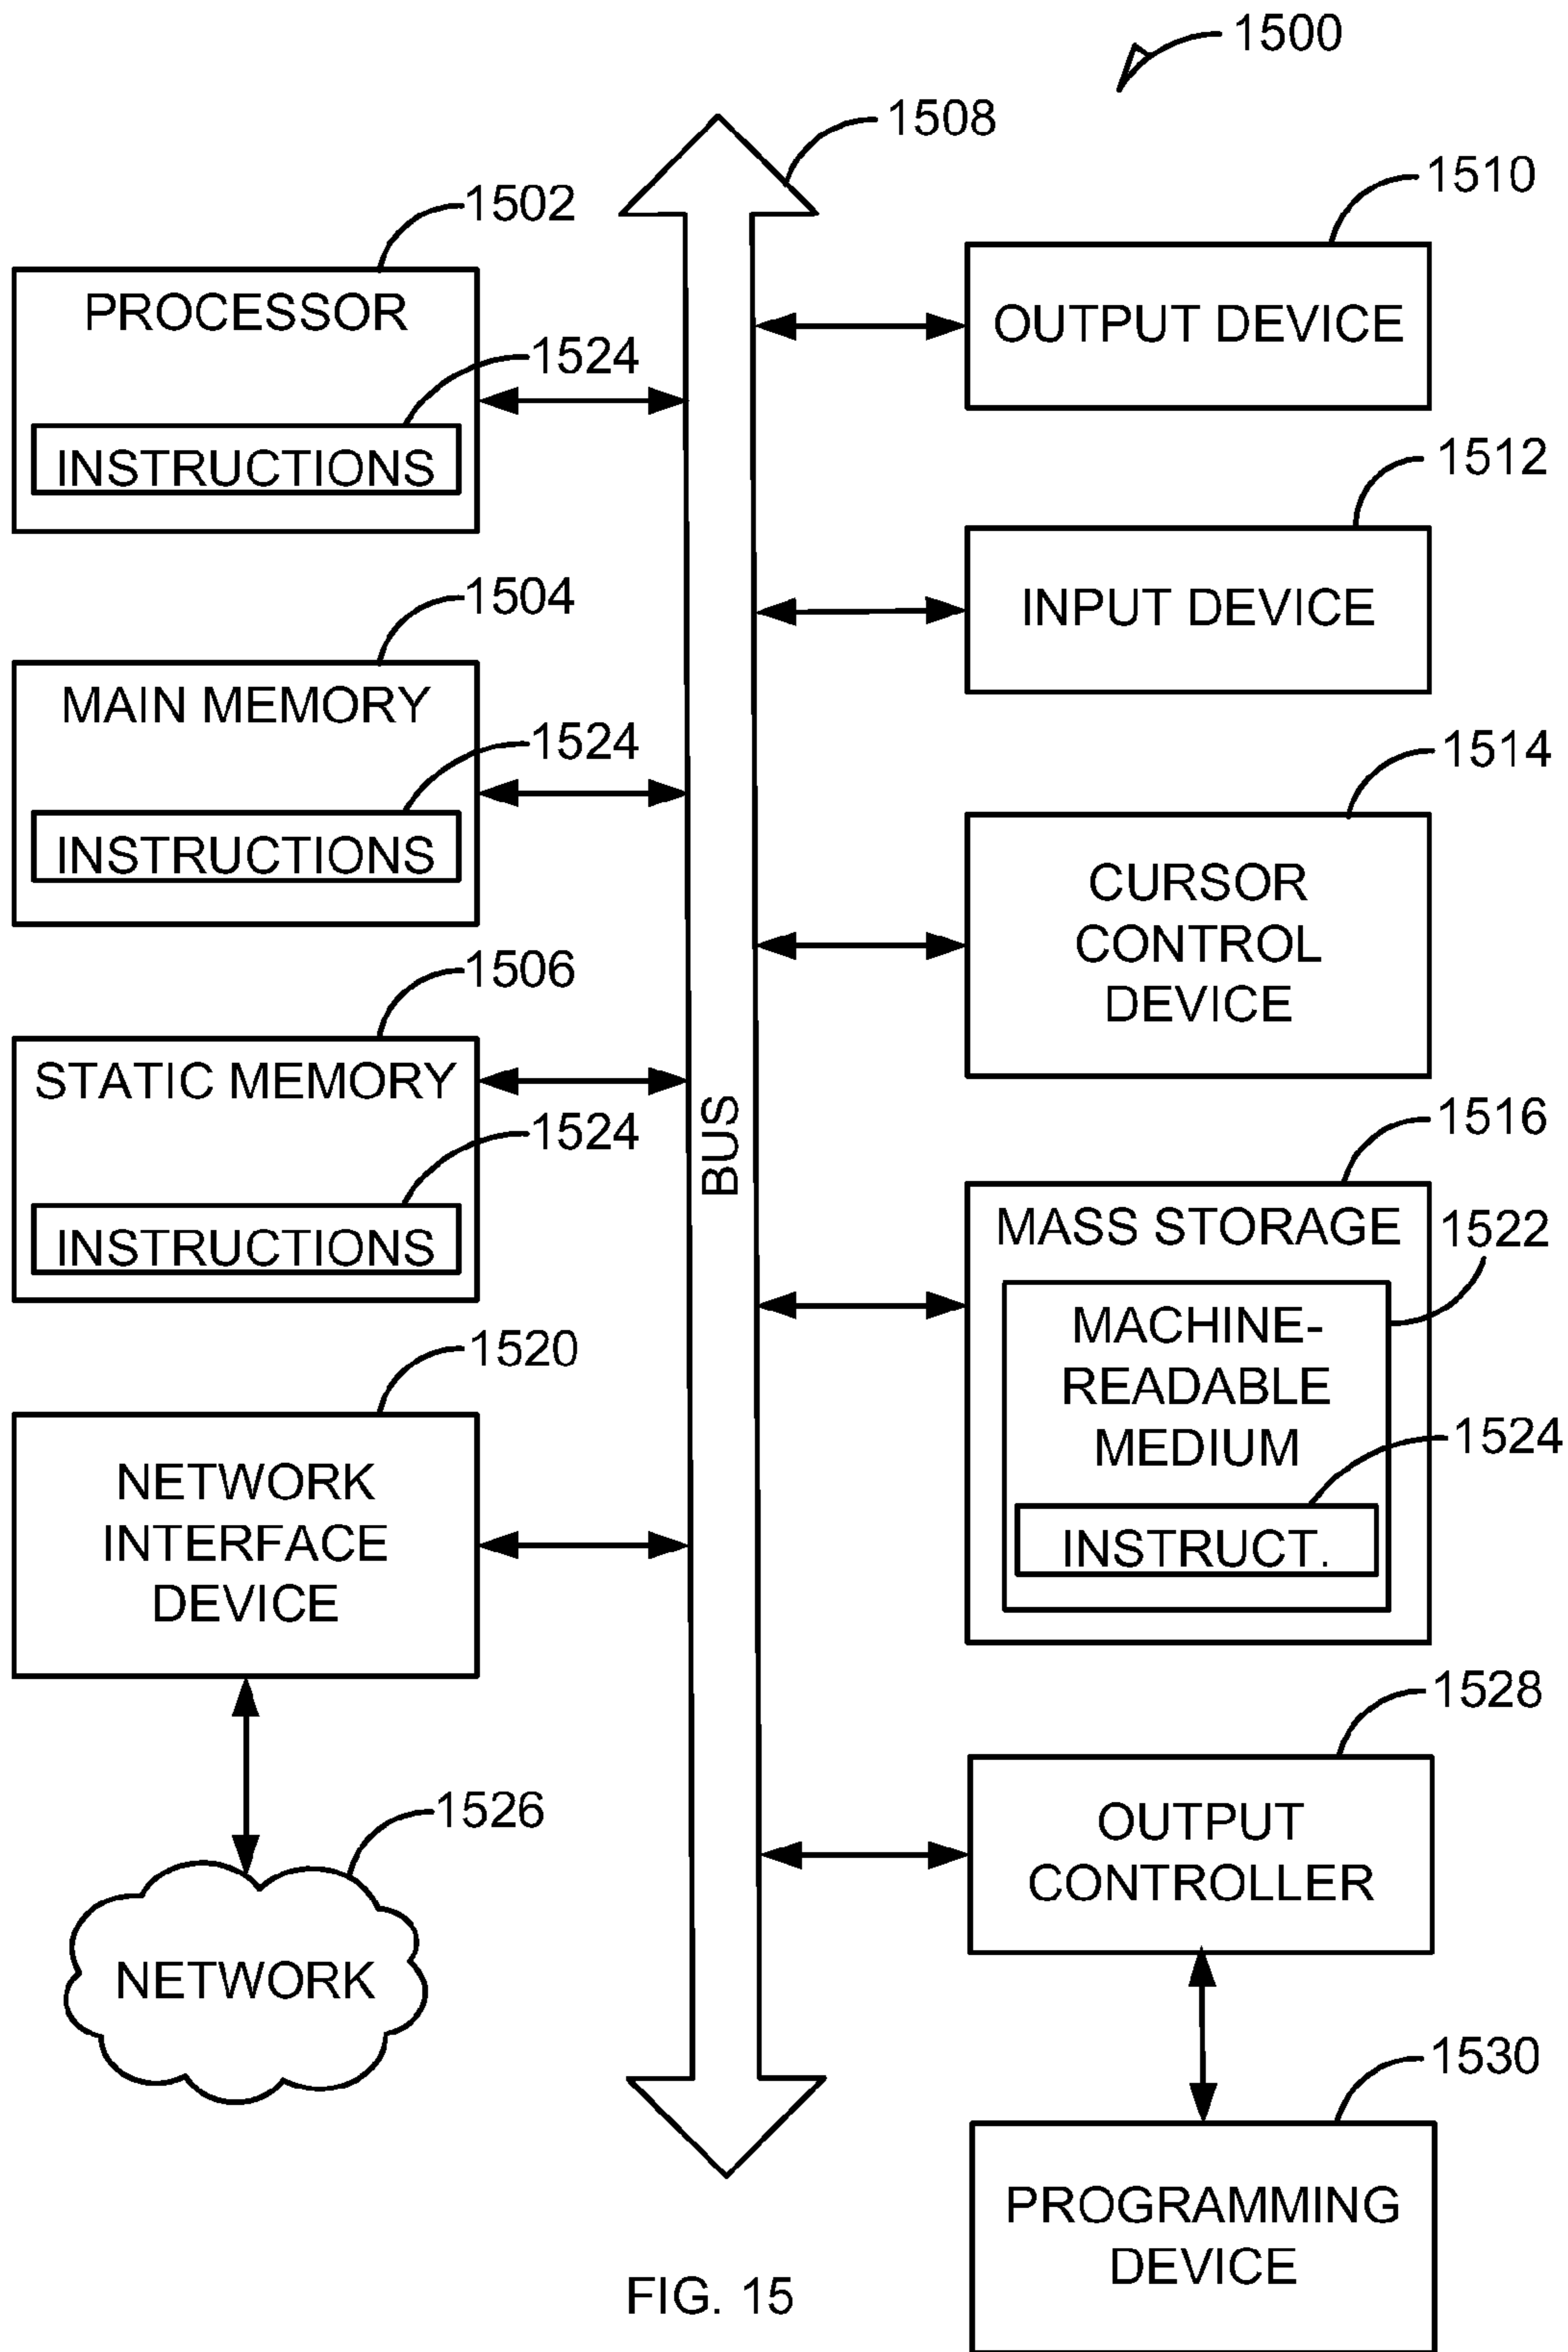 1500
1508
1502
PROCESSOR
1524
INSTRUCTIONS
1504
MAIN MEMORY
1524
INSTRUCTIONS
1506
STATIC MEMORY
1524
INSTRUCTIONS
1520
NETWORK
INTERFACE
DEVICE
1526
NETWORK
BUS
1510
OUTPUT DEVICE
1512
INPUT DEVICE
1514
CURSOR
CONTROL
DEVICE
1516
MASS STORAGE
1522
MACHINE-
READABLE
MEDIUM
1524
INSTRUCT.
1528
OUTPUT
CONTROLLER
1530
PROGRAMMING
DEVICE
FIG. 15